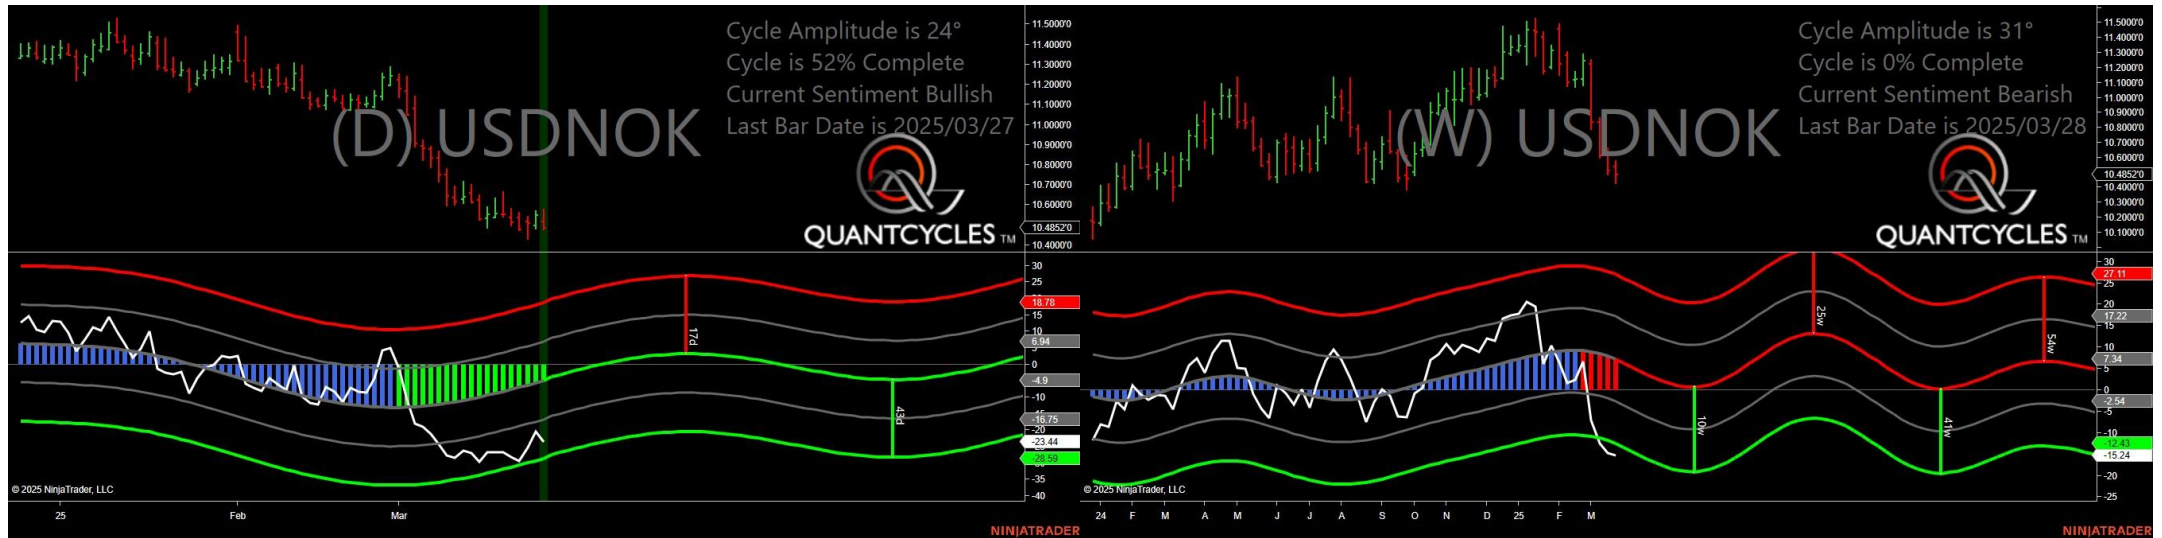 Cycle Amplitude is 24°
Cycle is 52% Complete
Current Sentiment Bullish
Last Bar Date is 2025/03/27
(D) USDNOK
QUANTCYCLES TM
11.5000'0
11.4000'0
11.3000'0
11.2000'0
11.1000'0
11.0000'0
10.9000'0
10.8000'0
10.7000'0
10.6000'0
10.4852'0
10.4000'0
30
25
18.78
15
10
6.94
5
0
-4.9
-10
-15
-16.75
-20
-23.44
-28.59
-35
-40
17d
43d
© 2025 NinjaTrader, LLC
25 Feb Mar
NINJATRADER
Cycle Amplitude is 31°
Cycle is 0% Complete
Current Sentiment Bearish
Last Bar Date is 2025/03/28
(W) USDNOK
QUANTCYCLES TM
11.5000'0
11.4000'0
11.3000'0
11.2000'0
11.1000'0
11.0000'0
10.9000'0
10.8000'0
10.7000'0
10.6000'0
10.4852'0
10.4000'0
10.3000'0
10.2000'0
10.1000'0
30
27.11
25
20
17.22
15
10
7.34
5
0
-2.54
-5
-10
-12.43
-15.24
-20
-25
10w
25w
41w
54w
© 2025 NinjaTrader, LLC
24 F M A M J J A S O N D 25 F M
NINJATRADER